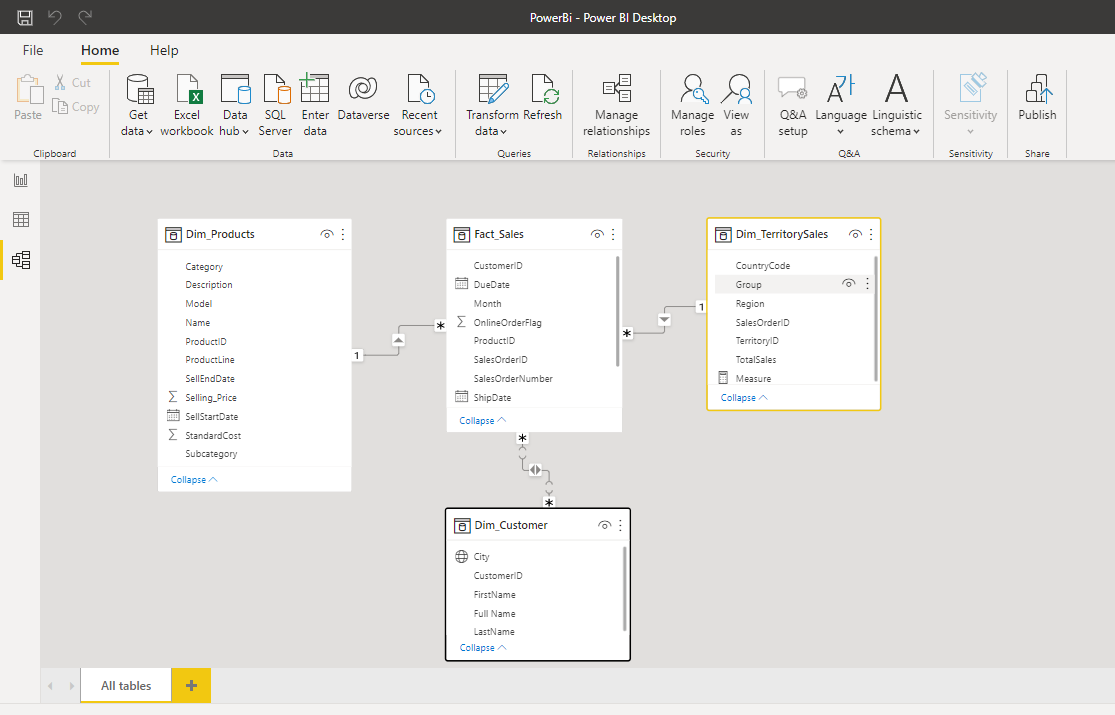 PowerBi - Power BI Desktop
File Home Help
Paste
Cut
Copy
Clipboard
Get data
Excel workbook
Data hub
SQL Server
Enter data
Dataverse
Recent sources
Data
Transform data
Refresh
Queries
Manage relationships
Relationships
Manage roles
View as
Security
Q&A setup
Language
Linguistic schema
Q&A
Sensitivity
Sensitivity
Publish
Share
Dim_Products
Category
Description
Model
Name
ProductID
ProductLine
SellEndDate
Σ Selling_Price
SellStartDate
Σ StandardCost
Subcategory
Collapse
1
*
Fact_Sales
CustomerID
DueDate
Month
Σ OnlineOrderFlag
ProductID
SalesOrderID
SalesOrderNumber
ShipDate
Collapse
*
1
Dim_TerritorySales
CountryCode
Group
Region
SalesOrderID
TerritoryID
TotalSales
Measure
Collapse
*
*
Dim_Customer
City
CustomerID
FirstName
Full Name
LastName
Collapse
All tables +